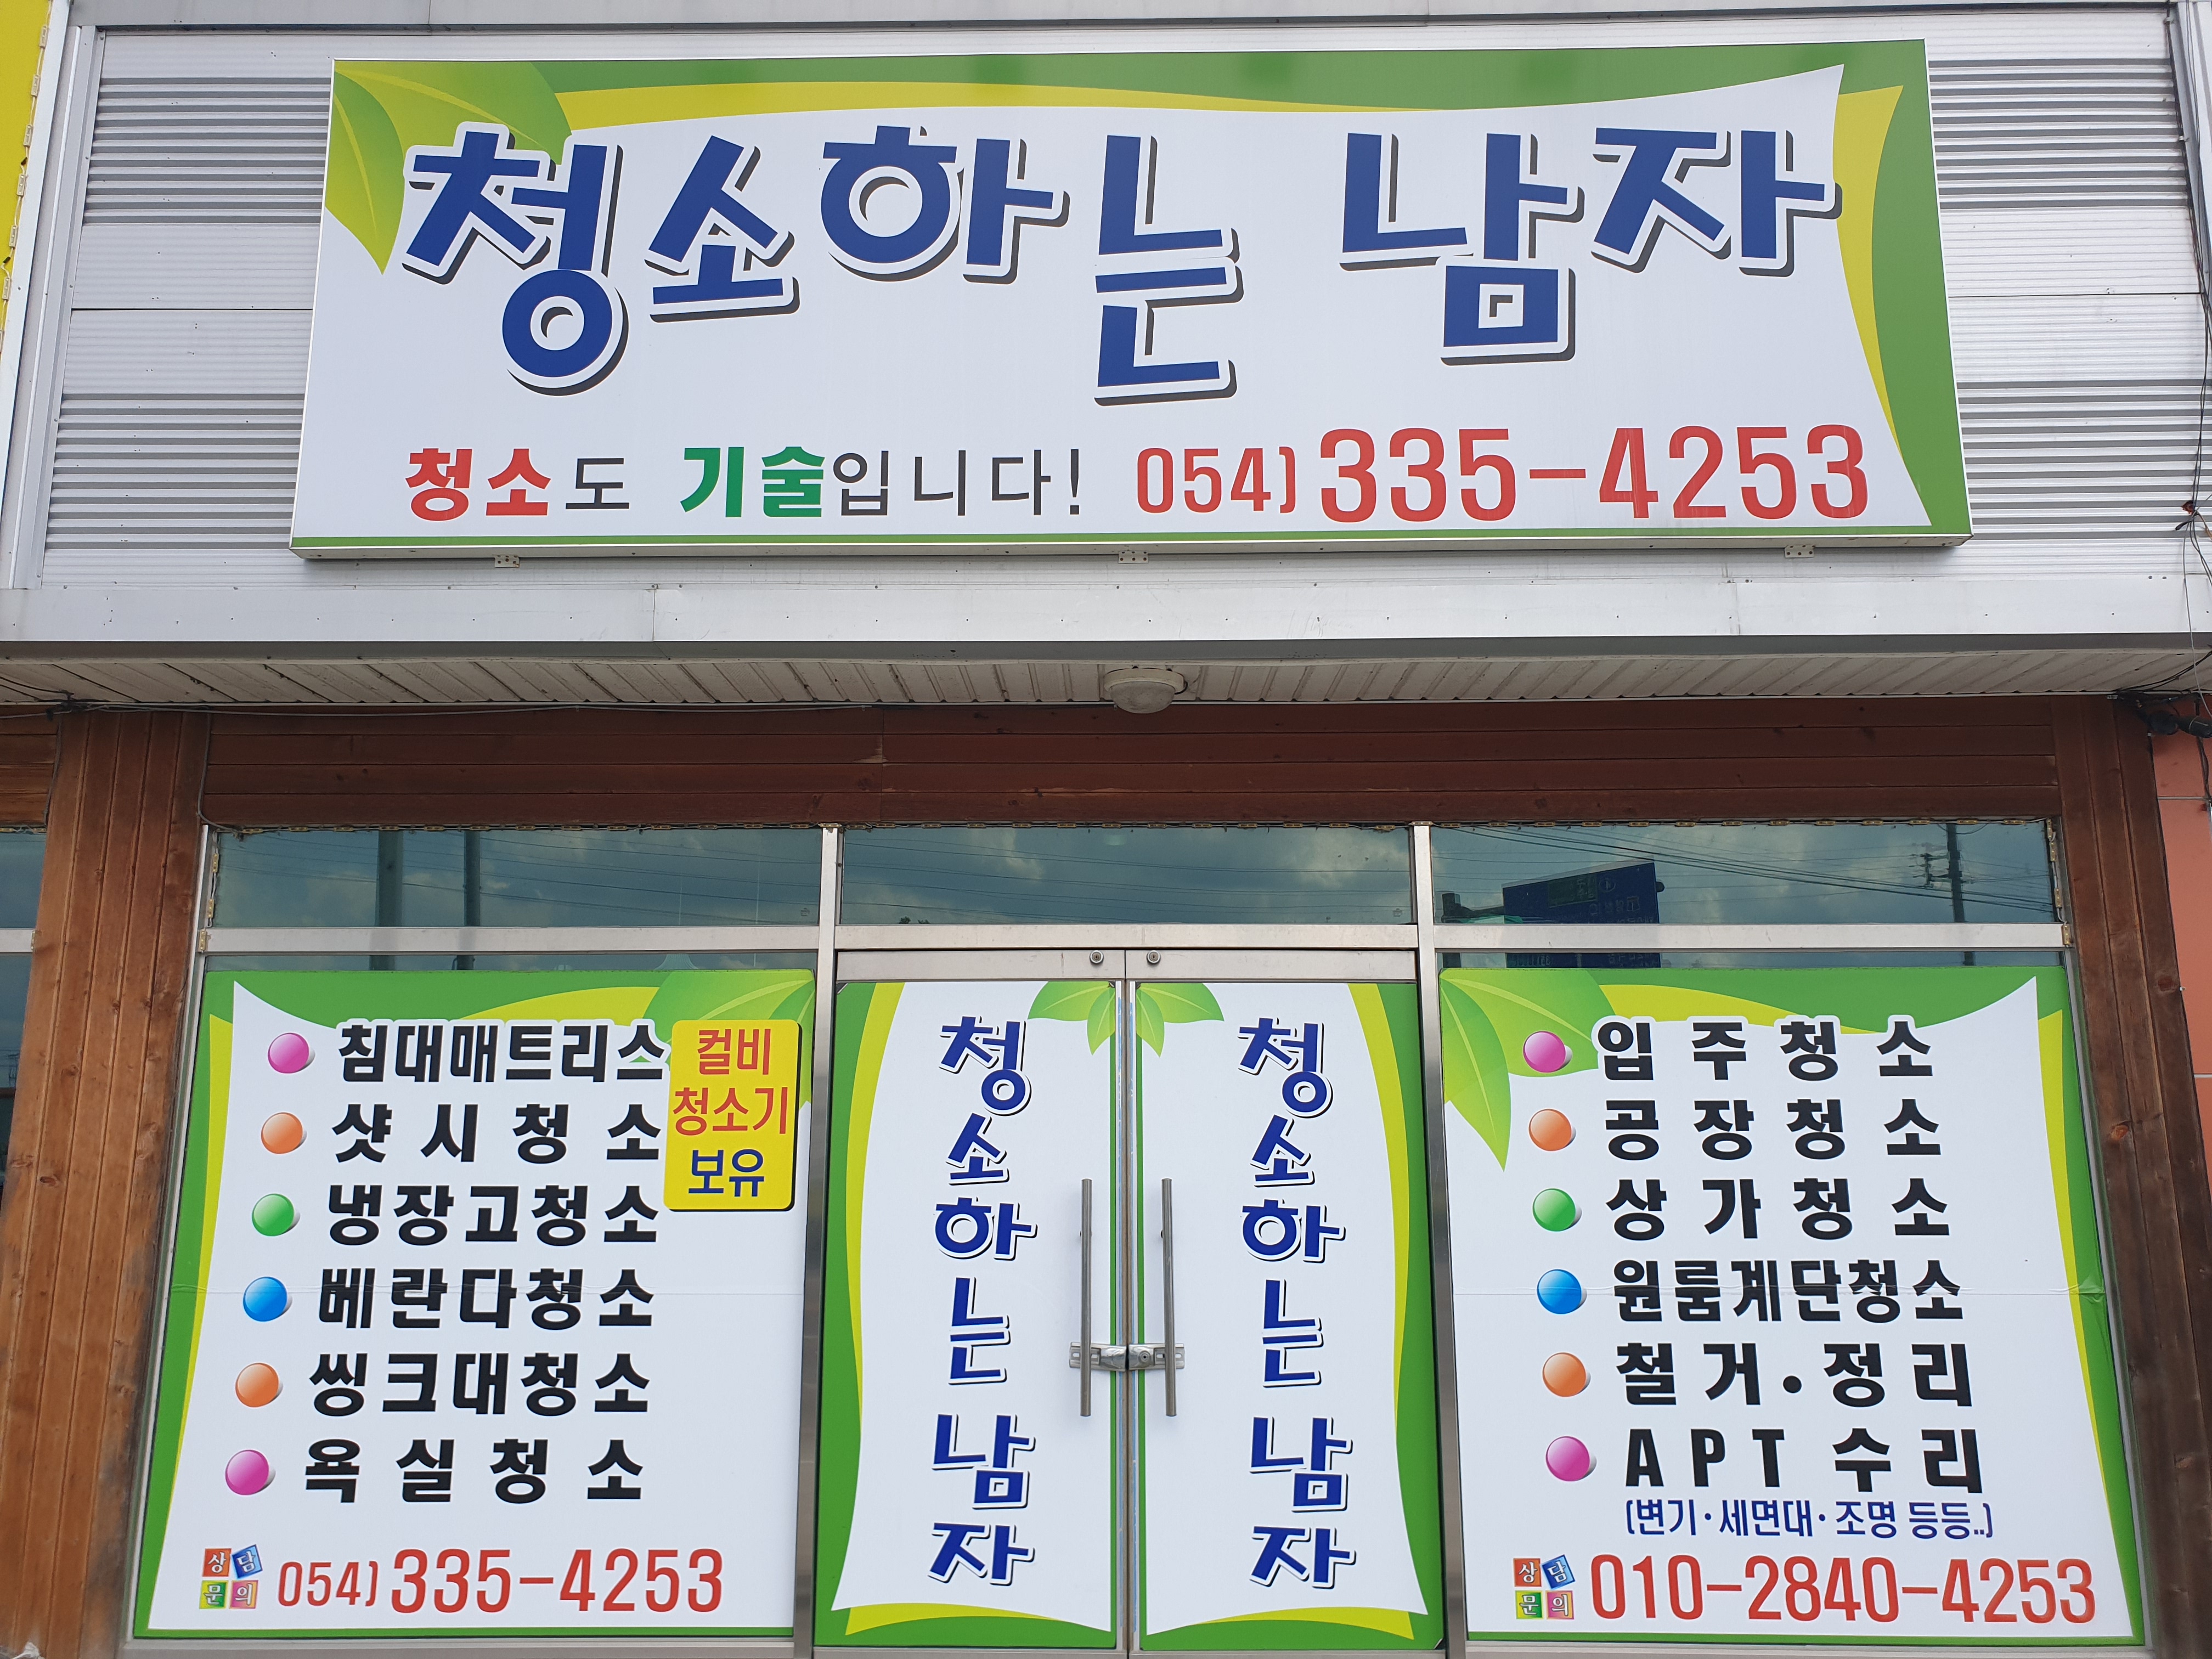 청소하는 남자
청소도 기술입니다! 054)335-4253
침대매트리스
샷시청소
냉장고청소
베란다청소
씽크대청소
욕실청소
컬비
청소기
보유
상담
문의
054)335-4253
청소하는 남자
청소하는 남자
입주청소
공장청소
상가청소
원룸계단청소
철거·정리
APT 수리
(변기·세면대·조명 등등..)
상담
문의
010-2840-4253